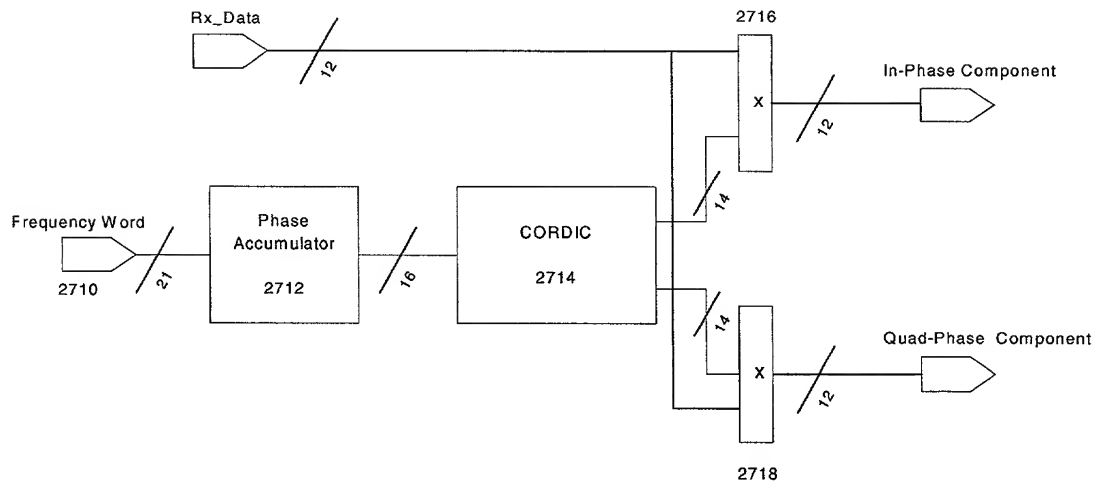 Rx_Data
12
2716
X
In-Phase Component
12
14
Frequency Word
2710
21
Phase
Accumulator
2712
16
CORDIC
2714
14
X
Quad-Phase Component
12
2718